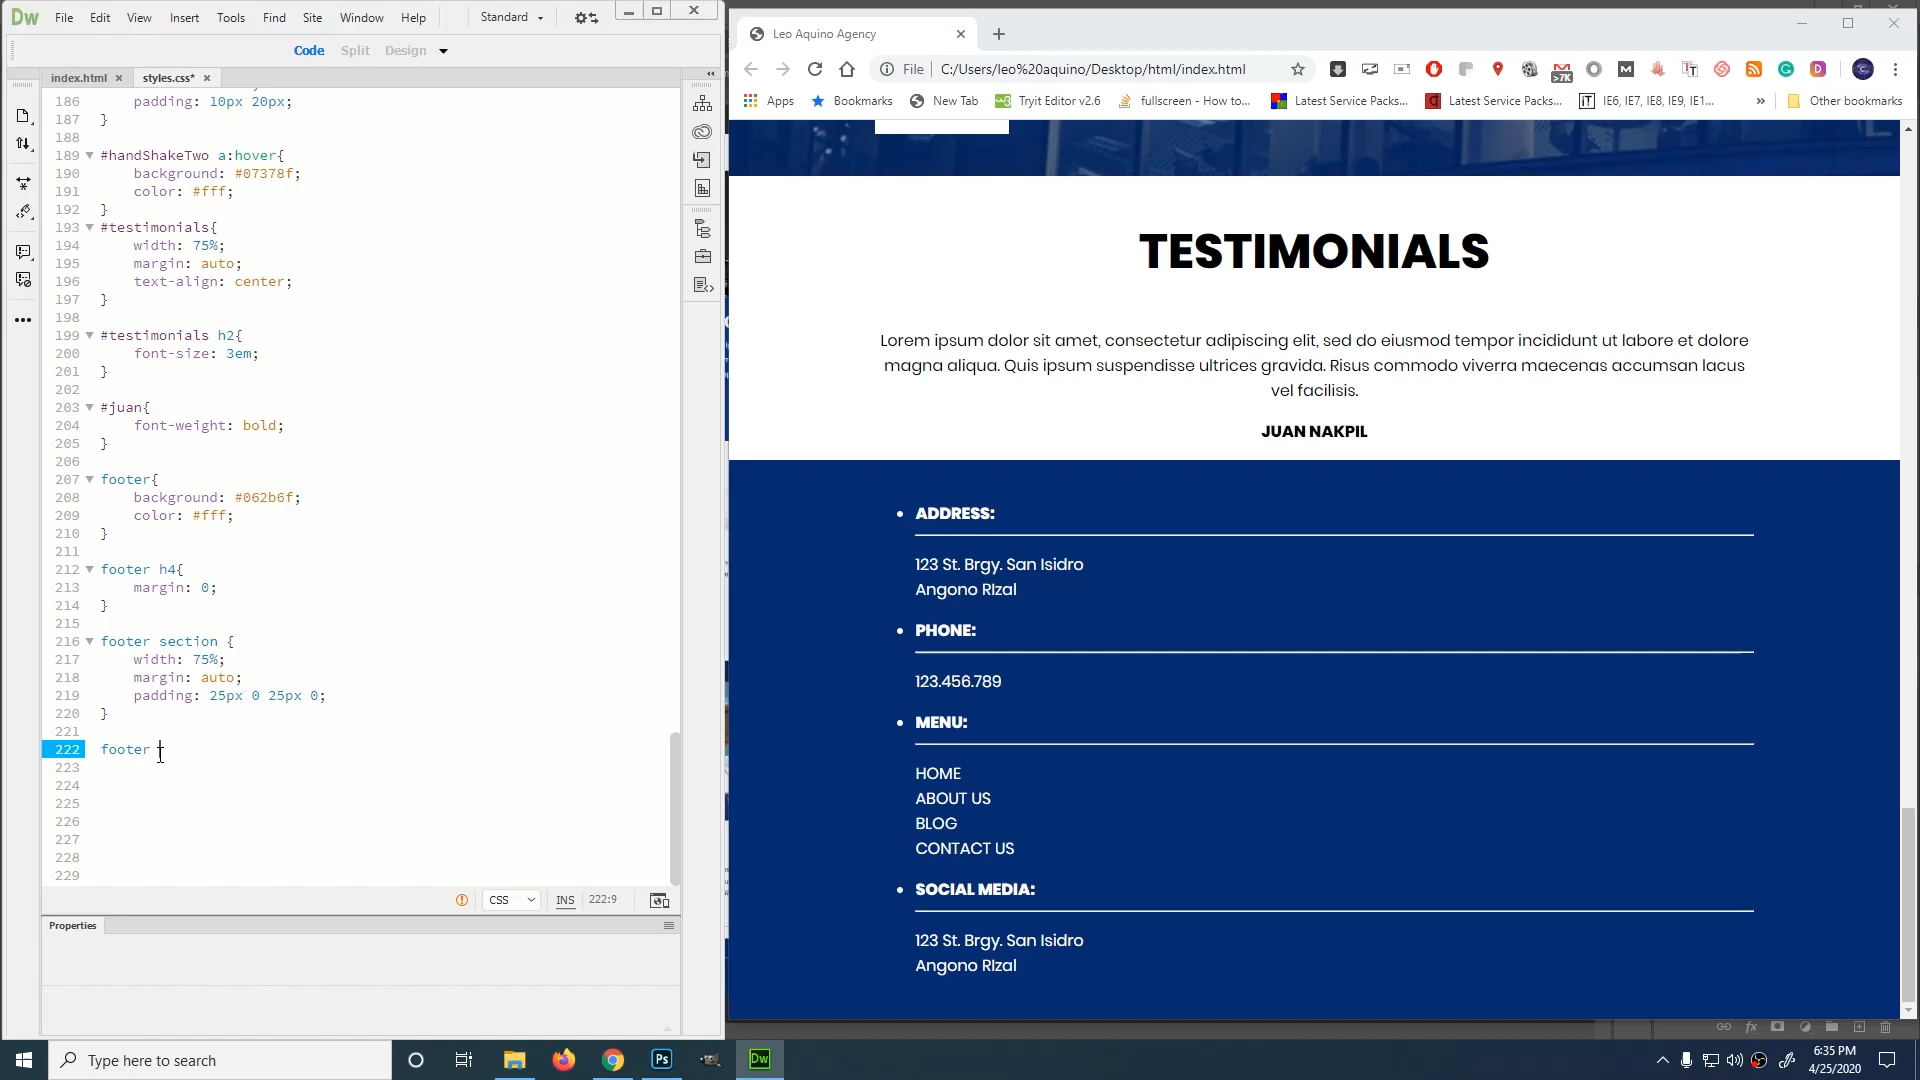 Dw File Edit View Insert Tools Find Site Window Help Standard
Code Split Design
index.html × styles.css* ×
186 padding: 10px 20px;
187 }
188
189 #handShakeTwo a:hover{
190 background: #07378f;
191 color: #fff;
192 }
193 #testimonials{
194 width: 75%;
195 margin: auto;
196 text-align: center;
197 }
198
199 #testimonials h2{
200 font-size: 3em;
201 }
202
203 #juan{
204 font-weight: bold;
205 }
206
207 footer{
208 background: #062b6f;
209 color: #fff;
210 }
211
212 footer h4{
213 margin: 0;
214 }
215
216 footer section {
217 width: 75%;
218 margin: auto;
219 padding: 25px 0 25px 0;
220 }
221
222 footer
223
224
225
226
227
228
229
CSS INS 222:9
Properties
Leo Aquino Agency
File C:/Users/leo%20aquino/Desktop/html/index.html
>7K
Apps Bookmarks New Tab Tryit Editor v2.6 fullscreen - How to... Latest Service Packs... Latest Service Packs... IE6, IE7, IE8, IE9, IE1... » Other bookmarks
TESTIMONIALS
Lorem ipsum dolor sit amet, consectetur adipiscing elit, sed do eiusmod tempor incididunt ut labore et dolore
magna aliqua. Quis ipsum suspendisse ultrices gravida. Risus commodo viverra maecenas accumsan lacus
vel facilisis.
JUAN NAKPIL
• ADDRESS:
123 St. Brgy. San Isidro
Angono RIzal
• PHONE:
123.456.789
• MENU:
HOME
ABOUT US
BLOG
CONTACT US
• SOCIAL MEDIA:
123 St. Brgy. San Isidro
Angono RIzal
Type here to search
Ps
Dw
6:35 PM
4/25/2020